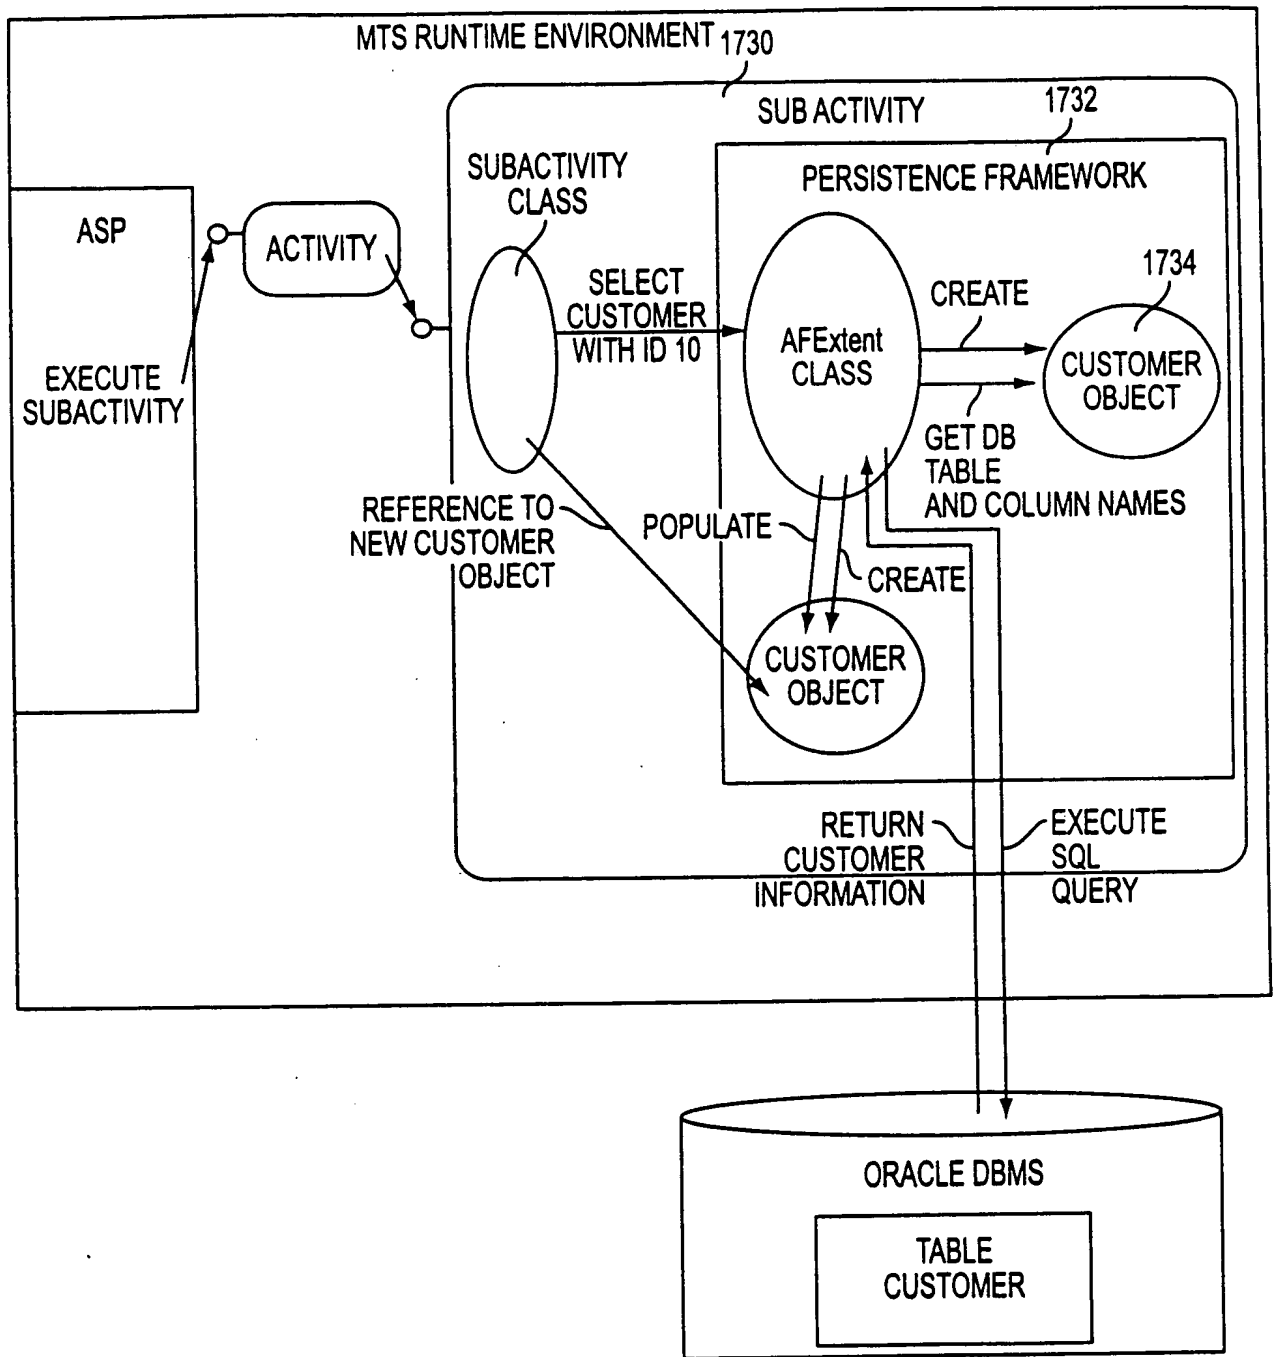 MTS RUNTIME ENVIRONMENT
1730
SUB ACTIVITY
1732
PERSISTENCE FRAMEWORK
SUBACTIVITY
CLASS
ASP
ACTIVITY
EXECUTE
SUBACTIVITY
SELECT
CUSTOMER
WITH ID 10
AFExtent
CLASS
CREATE
1734
CUSTOMER
OBJECT
GET DB
TABLE
AND COLUMN NAMES
REFERENCE TO
NEW CUSTOMER
OBJECT
POPULATE
CREATE
CUSTOMER
OBJECT
RETURN
CUSTOMER
INFORMATION
EXECUTE
SQL
QUERY
ORACLE DBMS
TABLE
CUSTOMER